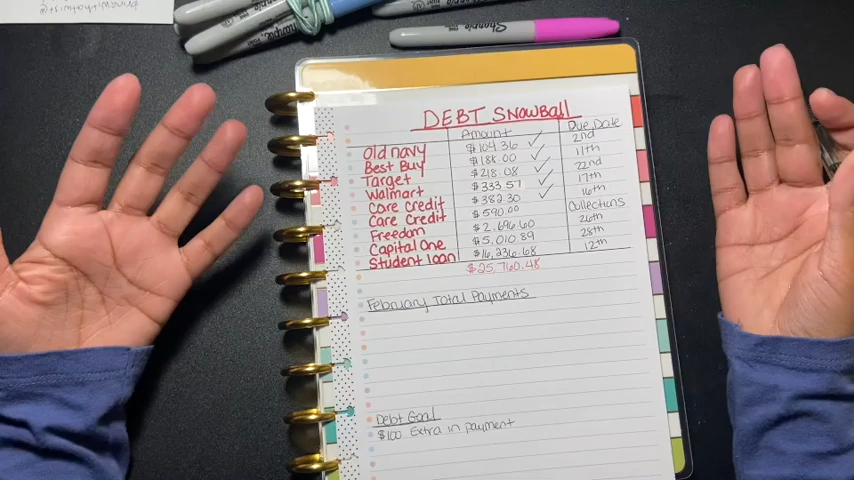 Sharpie
DEBT SNOWBALL
Amount Due Date
Old navy $104.36 ✓ 2nd
Best Buy $188.00 ✓ 11th
Target $218.08 ✓ 22nd
Walmart $333.57 ✓ 17th
Care Credit $382.30 ✓ 16th
Care Credit $590.00 Collections
Freedom $2,696.60 26th
Capital One $5,010.89 28th
Student loan $16,236.68 12th
$25,760.48
February Total Payments
Debt Goal
$100 Extra in payment